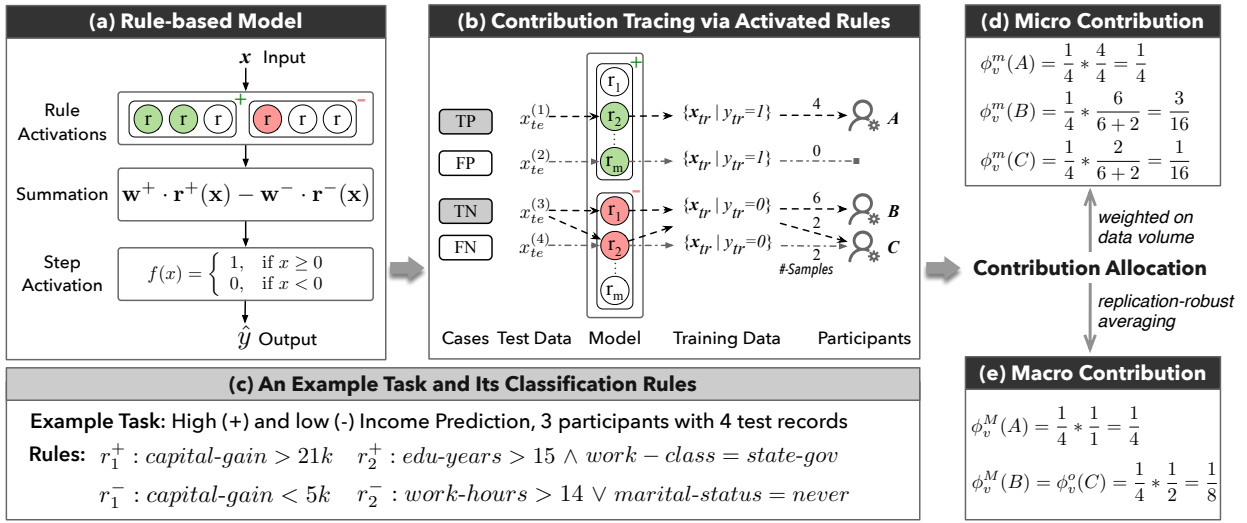 (a) Rule-based Model
x Input
Rule Activations
+
r r r
−
r r r
Summation
w⁺ · r⁺(x) − w⁻ · r⁻(x)
Step Activation
f(x) = { 1, if x ≥ 0
0, if x < 0
ŷ Output
(b) Contribution Tracing via Activated Rules
+
r₁
TP x_te^(1) r₂ {x_tr | y_tr=1} 4 A
FP x_te^(2) r_m {x_tr | y_tr=1} 0
−
TN x_te^(3) r₁ {x_tr | y_tr=0} 6 B
2
FN x_te^(4) r₂ {x_tr | y_tr=0} 2 C
#-Samples
r_m
Cases Test Data Model Training Data Participants
(c) An Example Task and Its Classification Rules
Example Task: High (+) and low (-) Income Prediction, 3 participants with 4 test records
Rules: r₁⁺ : capital-gain > 21k r₂⁺ : edu-years > 15 ∧ work − class = state-gov
r₁⁻ : capital-gain < 5k r₂⁻ : work-hours > 14 ∨ marital-status = never
(d) Micro Contribution
φ_v^m(A) = 1/4 * 4/4 = 1/4
φ_v^m(B) = 1/4 * 6/(6 + 2) = 3/16
φ_v^m(C) = 1/4 * 2/(6 + 2) = 1/16
weighted on
data volume
Contribution Allocation
replication-robust
averaging
(e) Macro Contribution
φ_v^M(A) = 1/4 * 1/1 = 1/4
φ_v^M(B) = φ_v^o(C) = 1/4 * 1/2 = 1/8